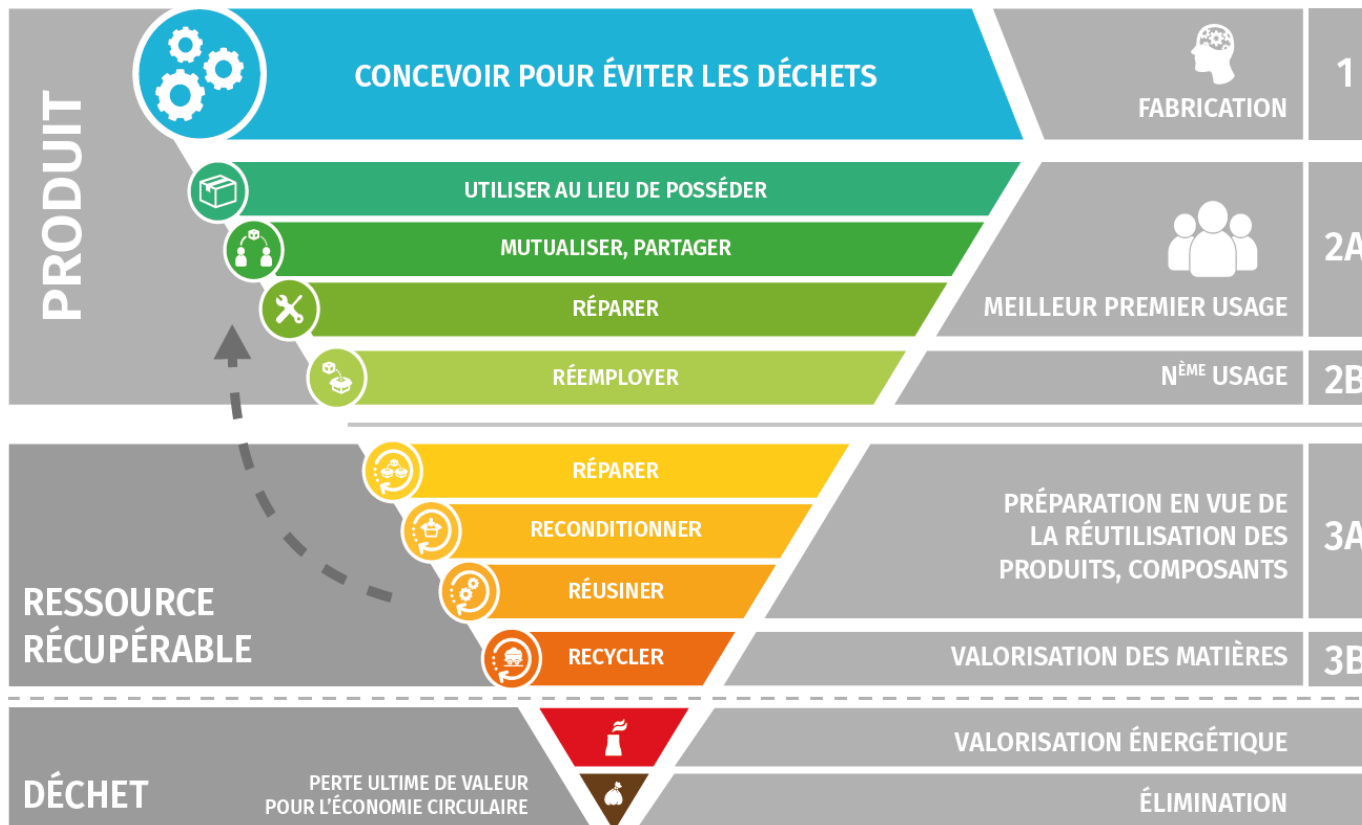 PRODUIT
CONCEVOIR POUR ÉVITER LES DÉCHETS
FABRICATION
1
UTILISER AU LIEU DE POSSÉDER
MUTUALISER, PARTAGER
RÉPARER
MEILLEUR PREMIER USAGE
2A
RÉEMPLOYER
NÈME USAGE
2B
RESSOURCE
RÉCUPÉRABLE
RÉPARER
RECONDITIONNER
RÉUSINER
PRÉPARATION EN VUE DE
LA RÉUTILISATION DES
PRODUITS, COMPOSANTS
3A
RECYCLER
VALORISATION DES MATIÈRES
3B
DÉCHET
PERTE ULTIME DE VALEUR
POUR L'ÉCONOMIE CIRCULAIRE
VALORISATION ÉNERGÉTIQUE
ÉLIMINATION